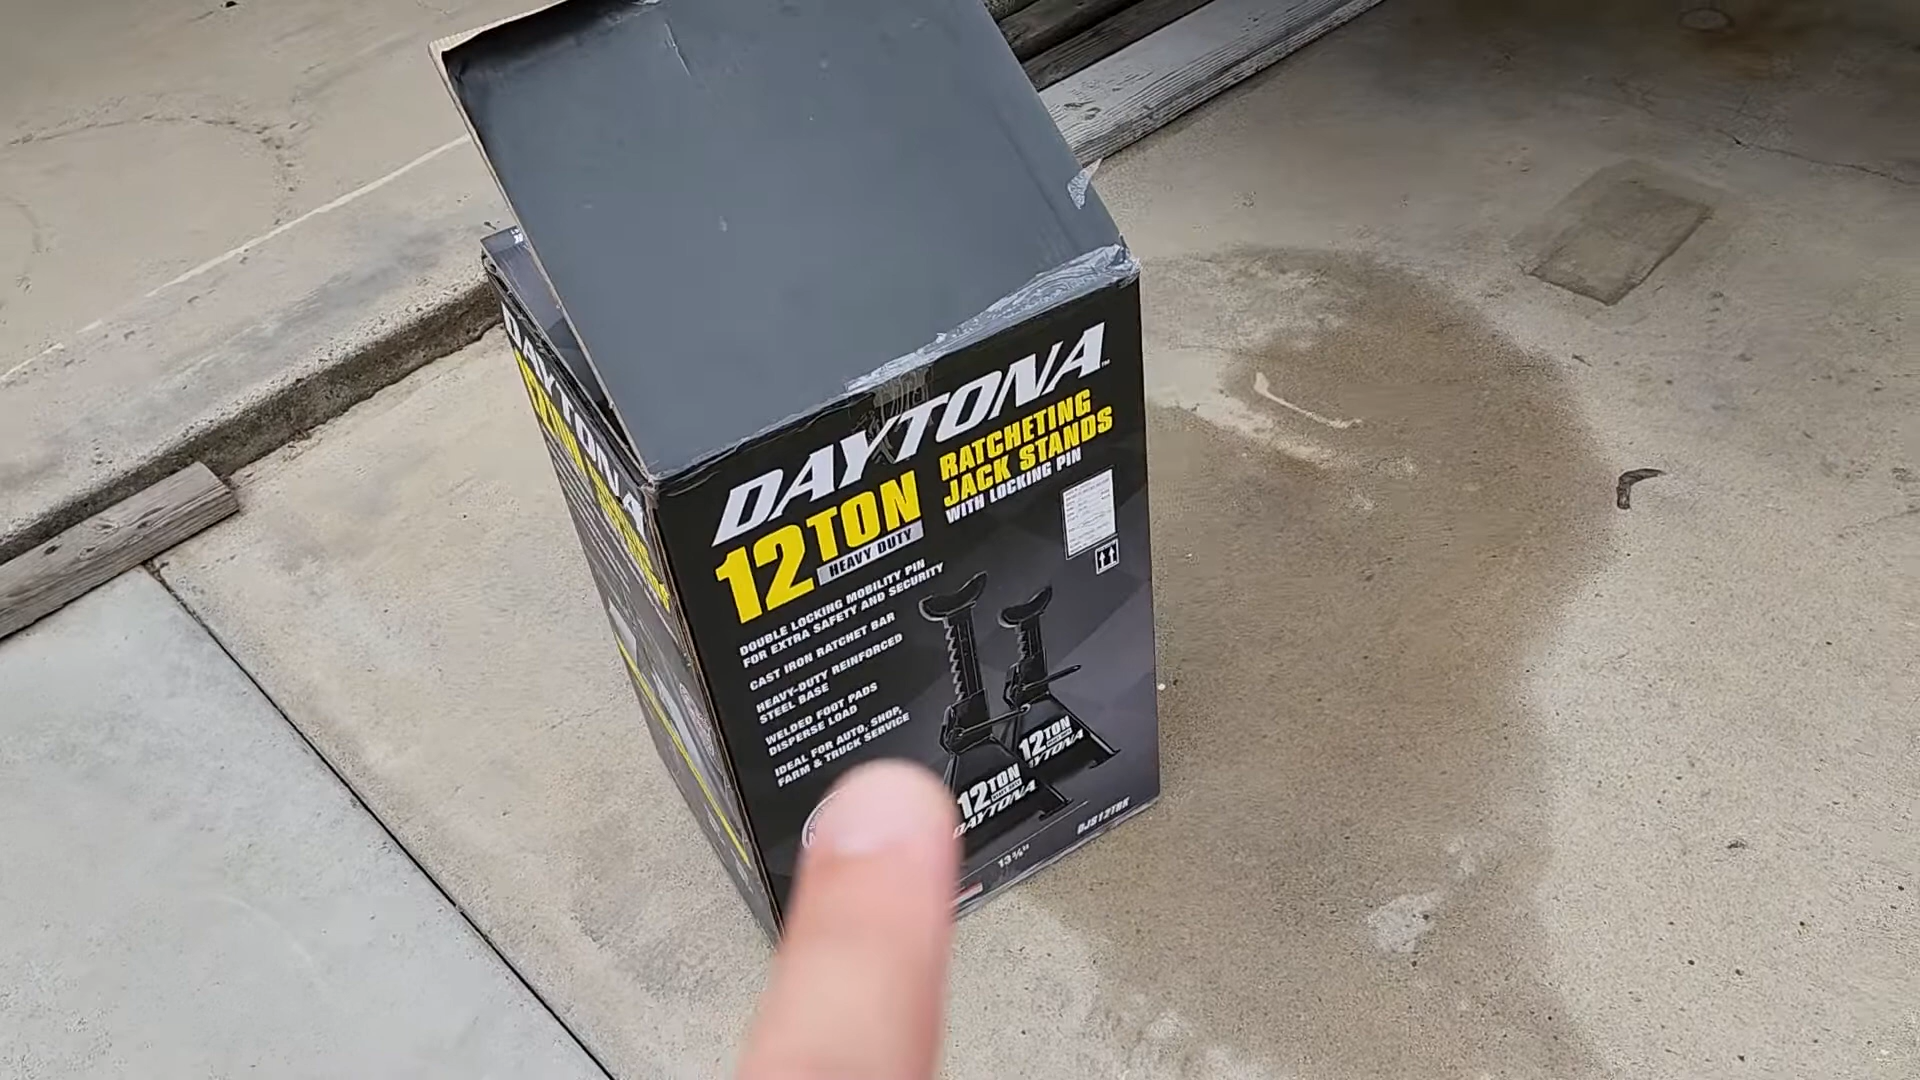 DAYTONA
12 TON
HEAVY DUTY
RATCHETING
JACK STANDS
WITH LOCKING PIN
DOUBLE LOCKING MOBILITY PIN
FOR EXTRA SAFETY AND SECURITY
CAST IRON RATCHET BAR
HEAVY-DUTY REINFORCED
STEEL BASE
WELDED FOOT PADS
DISPERSE LOAD
IDEAL FOR AUTO, SHOP,
FARM & TRUCK SERVICE
12 TON
DAYTONA
12 TON
DAYTONA
13⅜"
DAYTONA